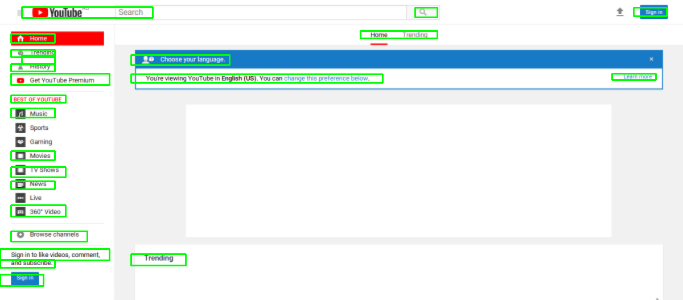 YouTube Search Sign in
Home Trending
Home
Trending
History
Get YouTube Premium
BEST OF YOUTUBE
Music
Sports
Gaming
Movies
TV Shows
News
Live
360° Video
Browse channels
Sign in to like videos, comment,
and subscribe.
Sign in
Choose your language.
You're viewing YouTube in English (US). You can change this preference below.
Learn more
Trending